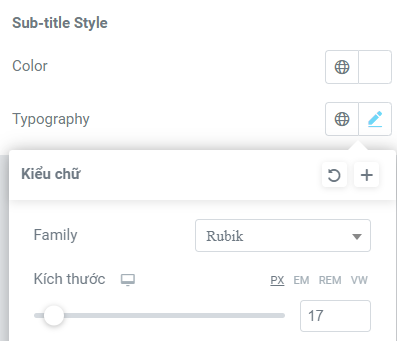 Sub-title Style
Color
Typography
Kiểu chữ
Family Rubik
Kích thước PX EM REM VW
17